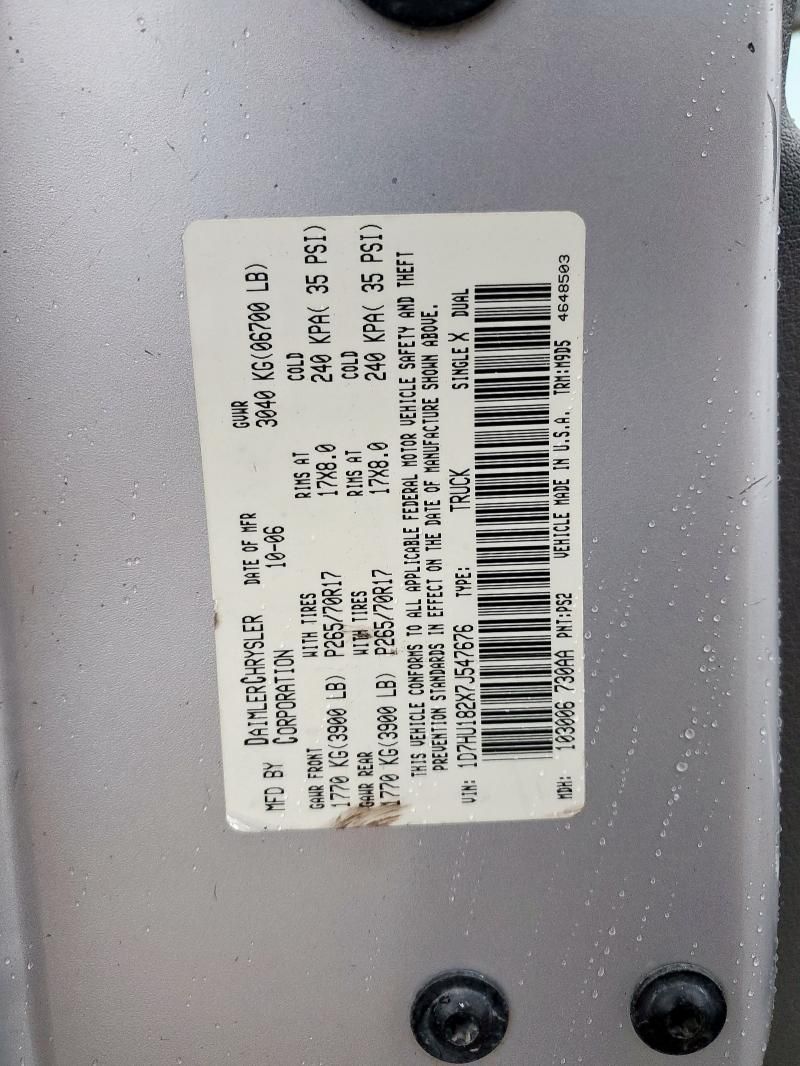 MFD BY DAIMLERCHRYSLER DATE OF MFR GVWR
CORPORATION 10-06 3040 KG(06700 LB)
GAWR FRONT WITH TIRES RIMS AT COLD
1770 KG(3900 LB) P265/70R17 17X8.0 240 KPA( 35 PSI)
GAWR REAR WITH TIRES RIMS AT COLD
1770 KG(3900 LB) P265/70R17 17X8.0 240 KPA( 35 PSI)
THIS VEHICLE CONFORMS TO ALL APPLICABLE FEDERAL MOTOR VEHICLE SAFETY AND THEFT
PREVENTION STANDARDS IN EFFECT ON THE DATE OF MANUFACTURE SHOWN ABOVE.
VIN: 1D7HU182X7J547676 TYPE: TRUCK SINGLE X DUAL
MDH: 103006 730AA PNT:PS2 VEHICLE MADE IN U.S.A. TRM:M9D5 4648503